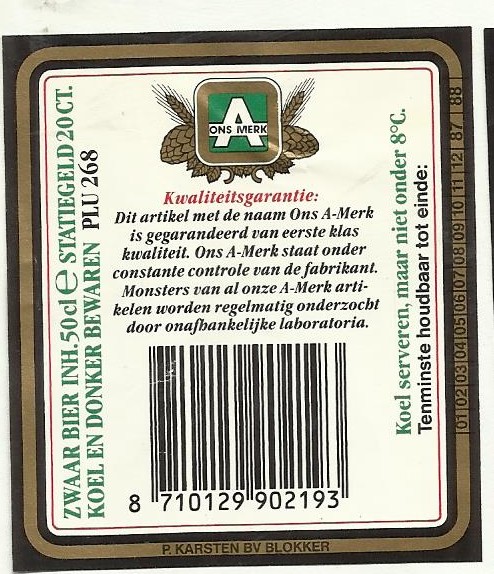 ZWAAR BIER INH. 50 cl e STATIEGELD 20 CT.
KOEL EN DONKER BEWAREN PLU 268
A
ONS MERK
Kwaliteitsgarantie:
Dit artikel met de naam Ons A-Merk
is gegarandeerd van eerste klas
kwaliteit. Ons A-Merk staat onder
constante controle van de fabrikant.
Monsters van al onze A-Merk arti-
kelen worden regelmatig onderzocht
door onafhankelijke laboratoria.
8 710129 902193
Koel serveren, maar niet onder 8°C.
Tenminste houdbaar tot einde:
01 02 03 04 05 06 07 08 09 10 11 12 87 88
P. KARSTEN BV BLOKKER